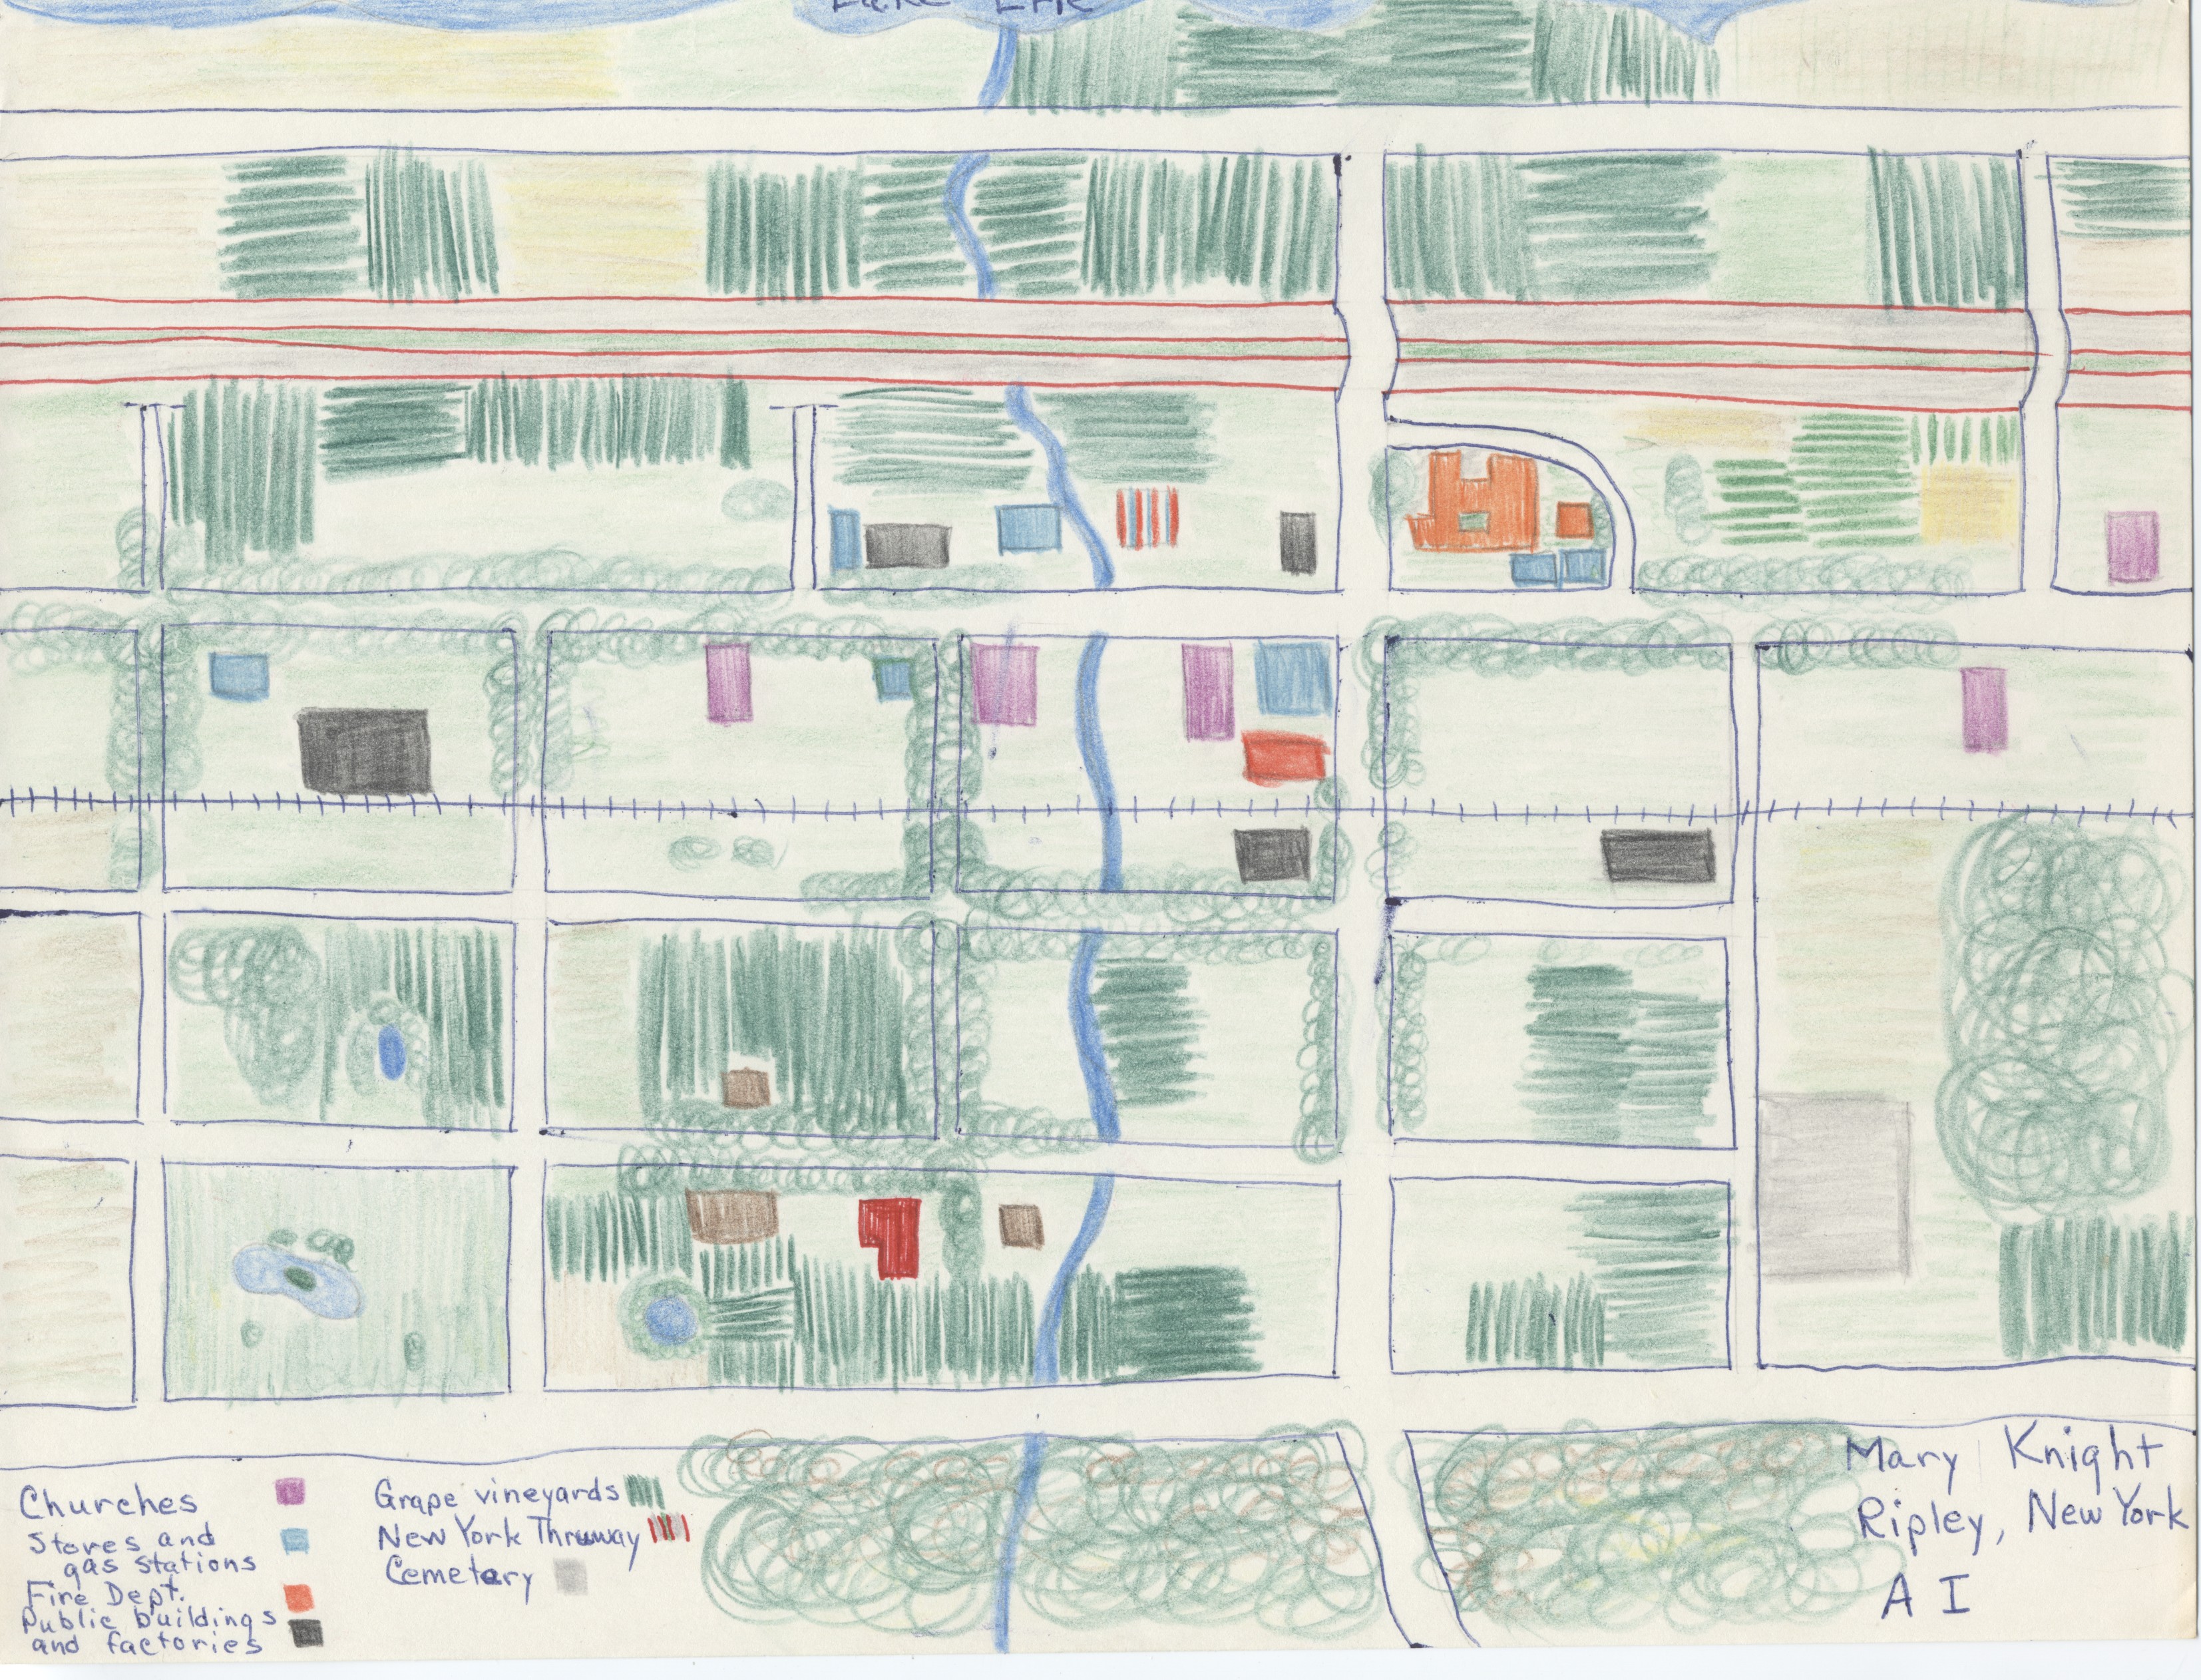 Lake Erie
Churches
Stores and
gas stations
Fire Dept.
Public buildings
and factories
Grape vineyards
New York Thruway
Cemetary
Mary Knight
Ripley, New York
A I